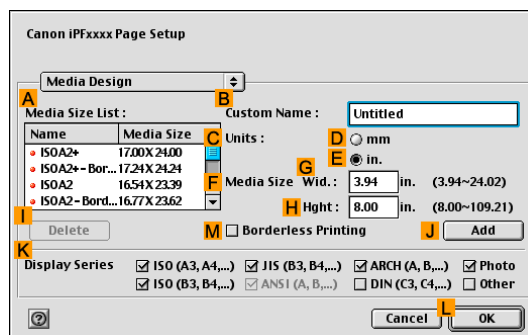 Canon iPFxxxx Page Setup
Media Design
A
B
Media Size List :
Custom Name :
Untitled
Name
Media Size
C
Units :
D
mm
ISOA2+
17.00X24.00
E
in.
ISOA2+-Bor...
17.24X24.24
G
ISOA2
16.54X23.39
F
Media Size
Wid.:
3.94
in.
(3.94~24.02)
ISOA2-Bord...
16.77X23.62
H
Hght :
8.00
in.
(8.00~109.21)
I
Delete
M
Borderless Printing
J
Add
K
Display Series
ISO (A3, A4,...)
JIS (B3, B4,...)
ARCH (A, B,...)
Photo
ISO (B3, B4,...)
ANSI (A, B,...)
DIN (C3, C4,...)
Other
L
?
Cancel
OK